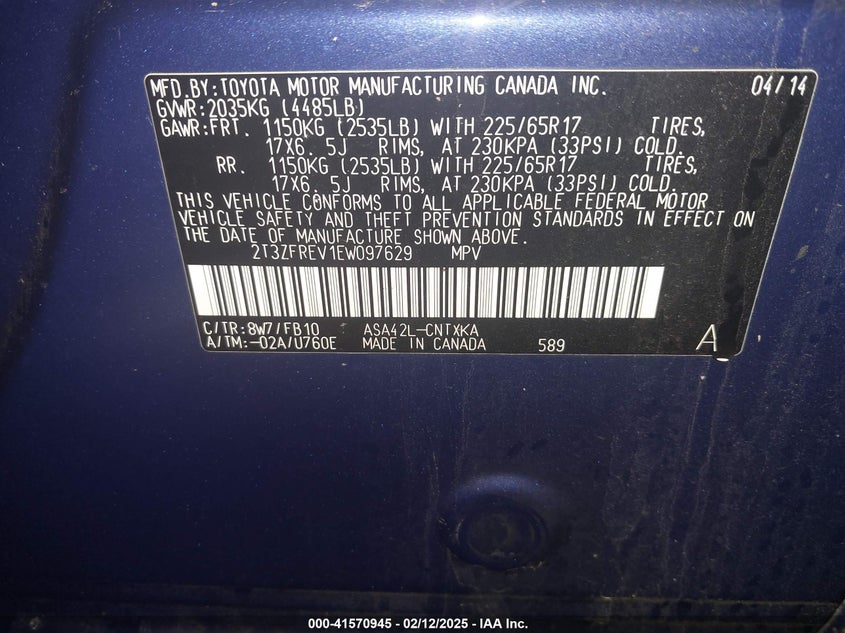 MFD.BY:TOYOTA MOTOR MANUFACTURING CANADA INC. 04/14
GVWR:2035KG (4485LB)
GAWR:FRT. 1150KG (2535LB) WITH 225/65R17 TIRES,
17X6.5J RIMS, AT 230KPA (33PSI) COLD.
RR. 1150KG (2535LB) WITH 225/65R17 TIRES,
17X6.5J RIMS, AT 230KPA (33PSI) COLD.
THIS VEHICLE CONFORMS TO ALL APPLICABLE FEDERAL MOTOR
VEHICLE SAFETY AND THEFT PREVENTION STANDARDS IN EFFECT ON
THE DATE OF MANUFACTURE SHOWN ABOVE.
2T3ZFREV1EW097629 MPV
C/TR:8W7/FB10 ASA42L-CNTXKA
A/TM:-02A/U760E MADE IN CANADA 589 A
000-41570945 - 02/12/2025 - IAA Inc.